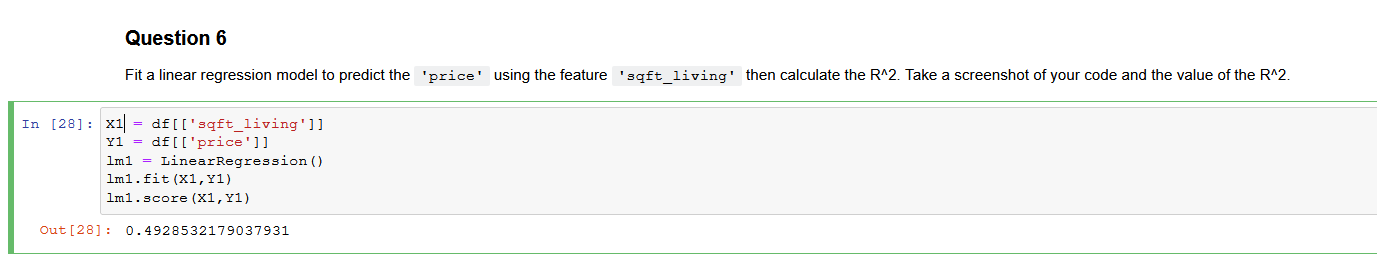 Question 6
Fit a linear regression model to predict the 'price' using the feature 'sqft_living' then calculate the R^2. Take a screenshot of your code and the value of the R^2.
In [28]: X1 = df[['sqft_living']]
Y1 = df[['price']]
lm1 = LinearRegression()
lm1.fit(X1,Y1)
lm1.score(X1,Y1)
Out[28]: 0.4928532179037931